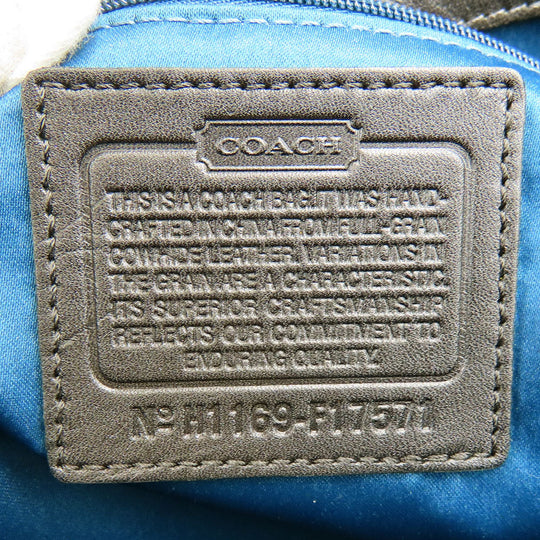 COACH
THIS IS A COACH BAG. IT WAS HAND-
CRAFTED IN CHINA FROM FULL-GRAIN
COWHIDE LEATHER. VARIATIONS IN
THE GRAIN ARE A CHARACTERISTIC.
ITS SUPERIOR CRAFTSMANSHIP
REFLECTS OUR COMMITMENT TO
ENDURING QUALITY.
Nº H1169-F17571